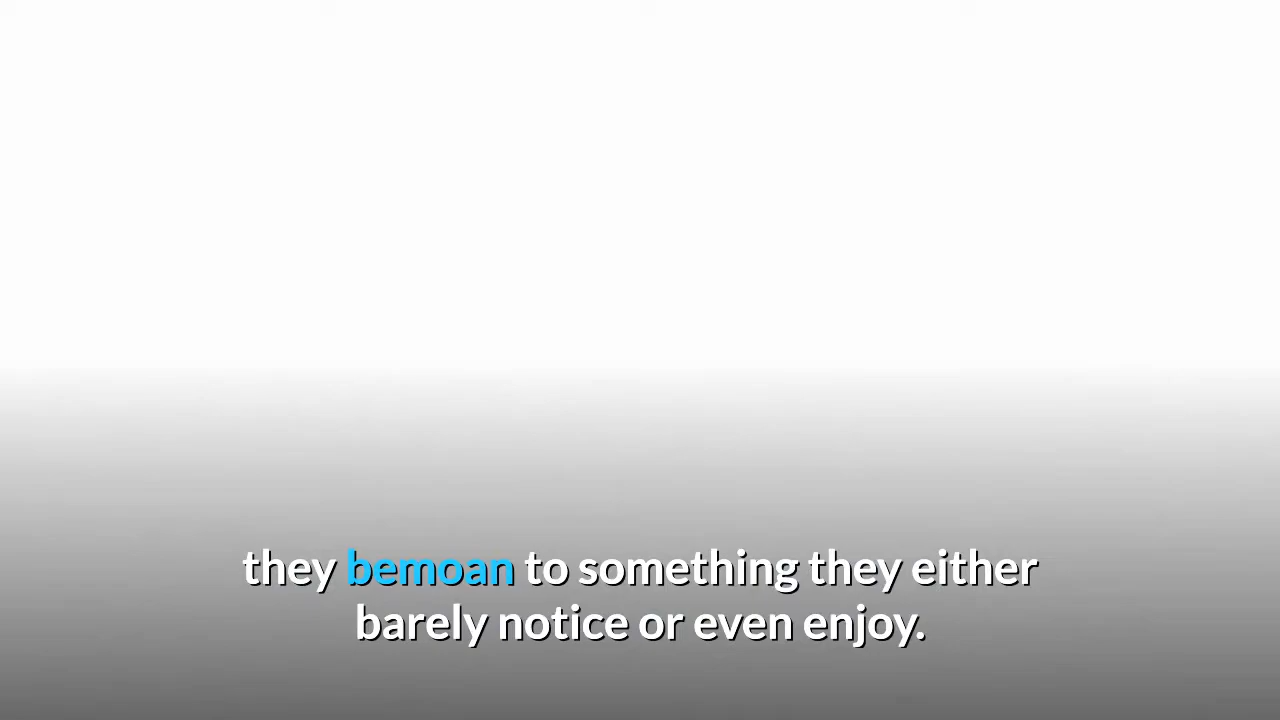 they bemoan to something they either
barely notice or even enjoy.